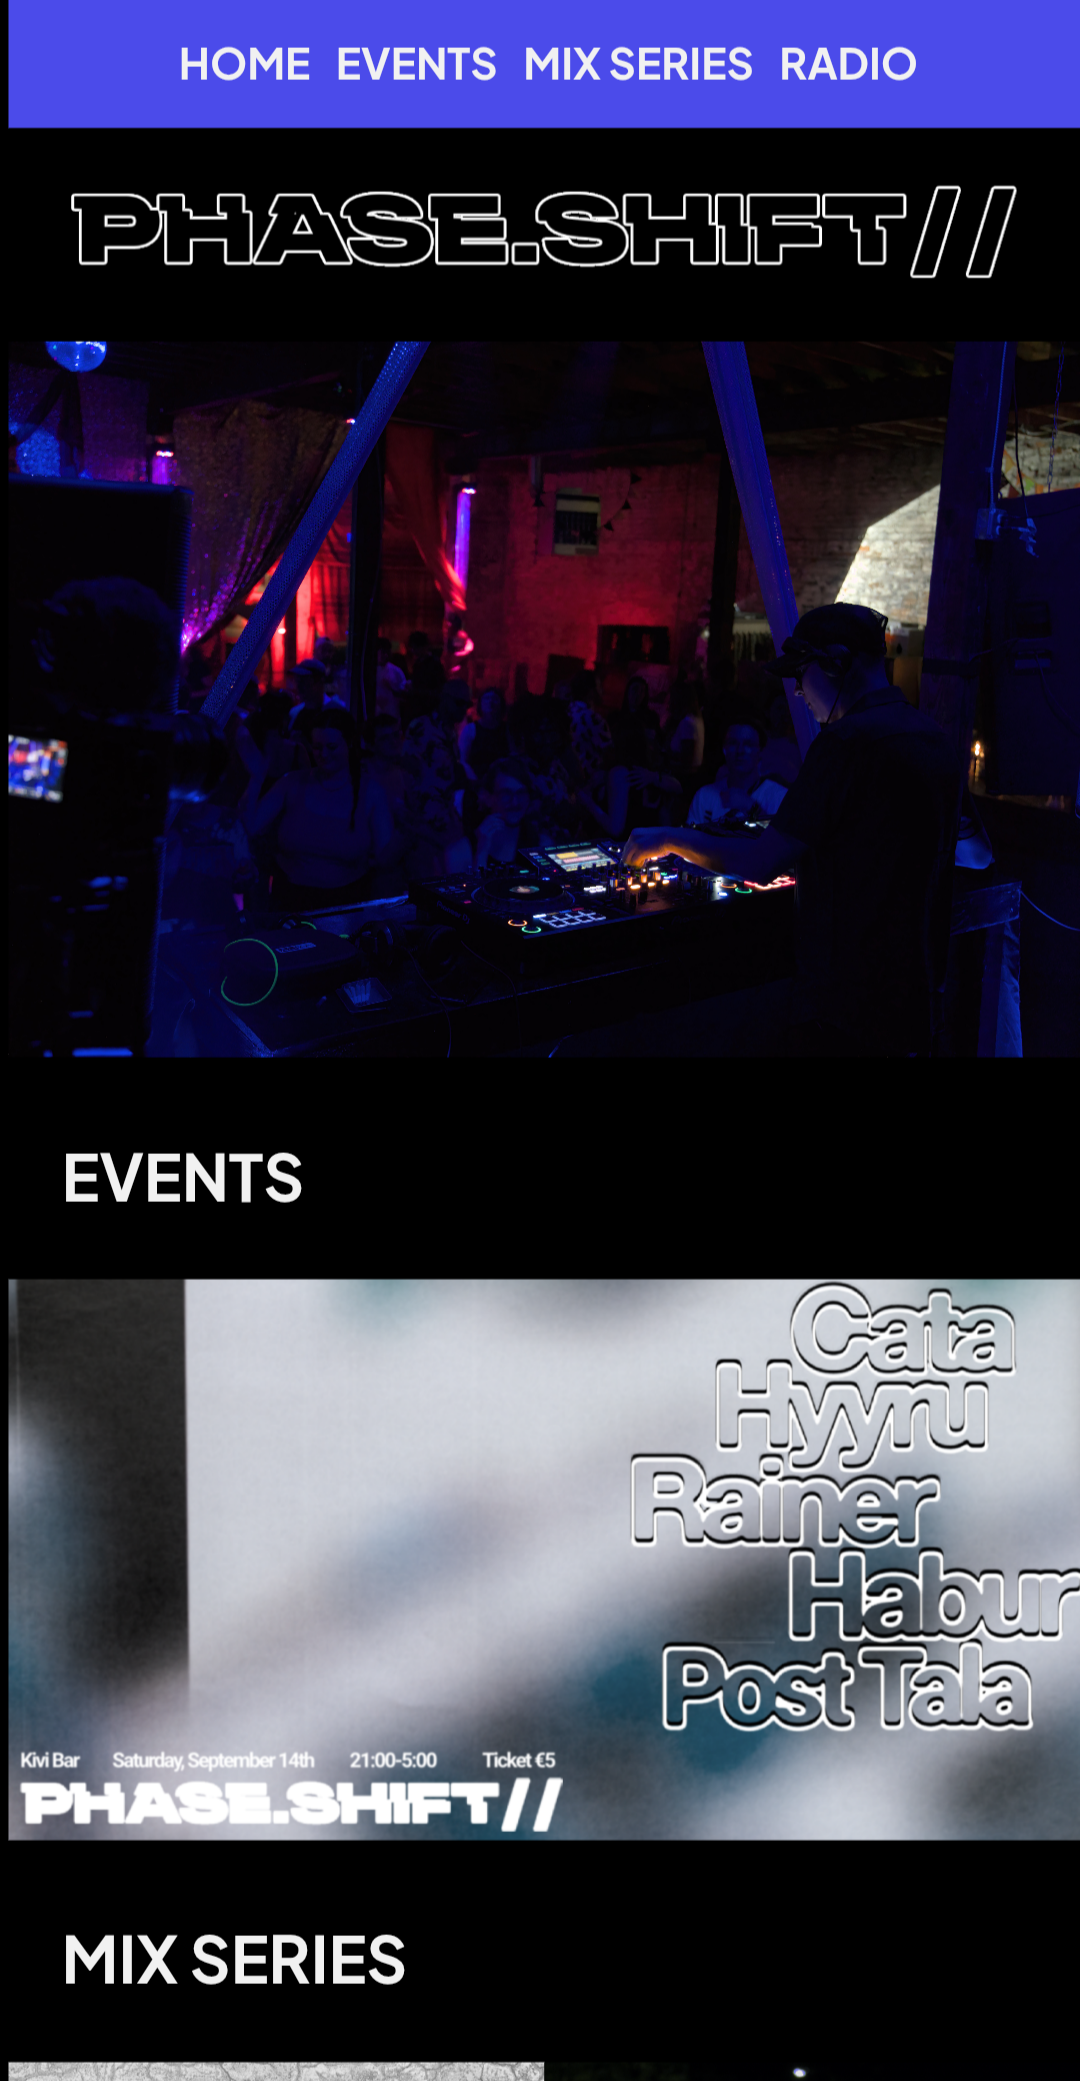 HOME EVENTS MIX SERIES RADIO
PHASE.SHIFT//
EVENTS
Cata
Hyyru
Rainer
Habur
Post Tala
Kivi Bar Saturday, September 14th 21:00-5:00 Ticket €5
PHASE.SHIFT//
MIX SERIES